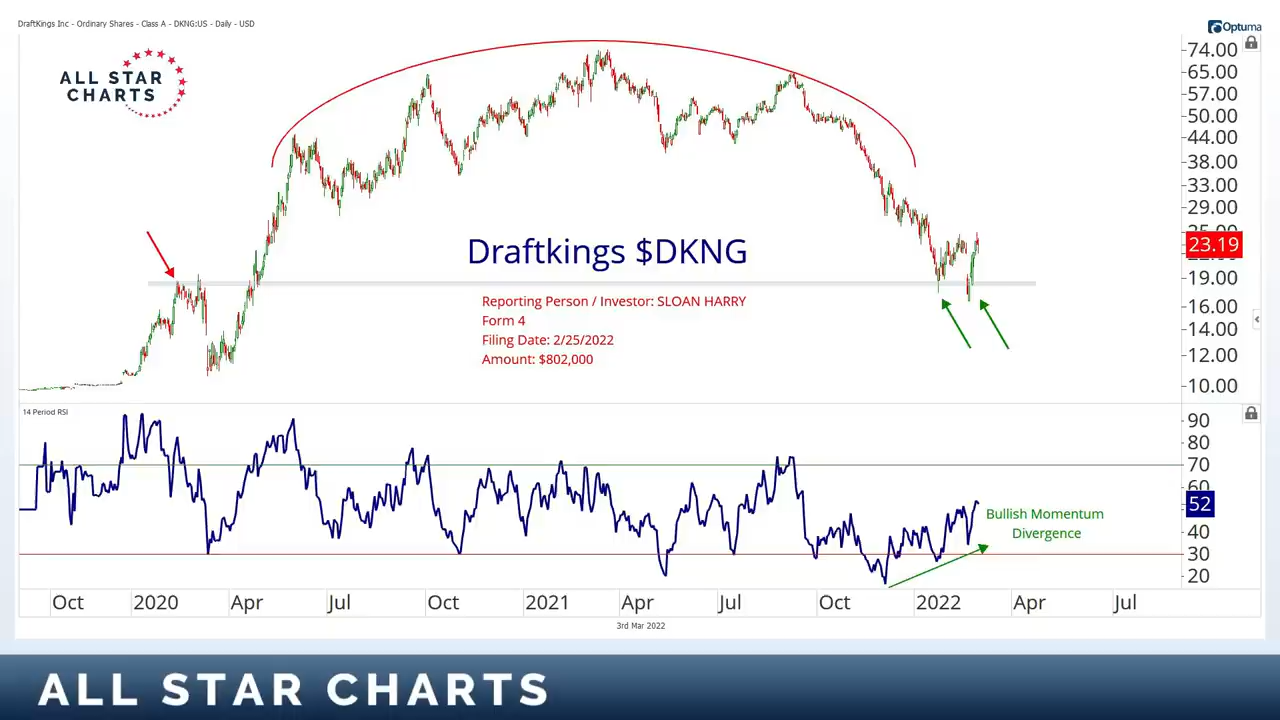 DraftKings Inc - Ordinary Shares - Class A - DKNG:US - Daily - USD
Optuma
ALL STAR
CHARTS
74.00
65.00
57.00
50.00
44.00
38.00
33.00
29.00
23.19
19.00
16.00
14.00
12.00
10.00
Draftkings $DKNG
Reporting Person / Investor: SLOAN HARRY
Form 4
Filing Date: 2/25/2022
Amount: $802,000
14 Period RSI
90
80
70
60
52
40
30
20
Bullish Momentum
Divergence
Oct 2020 Apr Jul Oct 2021 Apr Jul Oct 2022 Apr Jul
3rd Mar 2022
ALL STAR CHARTS